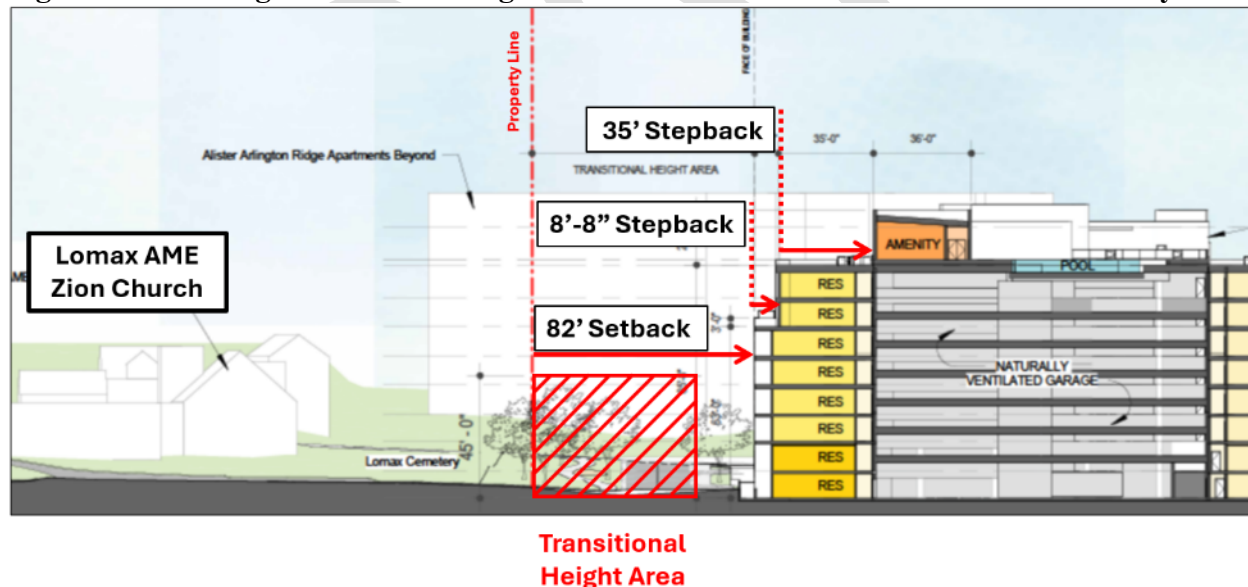 Property Line
FACE OF BUILDING
35' Stepback
35'-0"
36'-0"
Alister Arlington Ridge Apartments Beyond
TRANSITIONAL HEIGHT AREA
8'-8” Stepback
AMENITY
POOL
Lomax AME
Zion Church
RES
RES
82' Setback
3'-0"
RES
RES
NATURALLY
VENTILATED GARAGE
RES
RES
45' - 0"
Lomax Cemetery
RES
RES
Transitional
Height Area